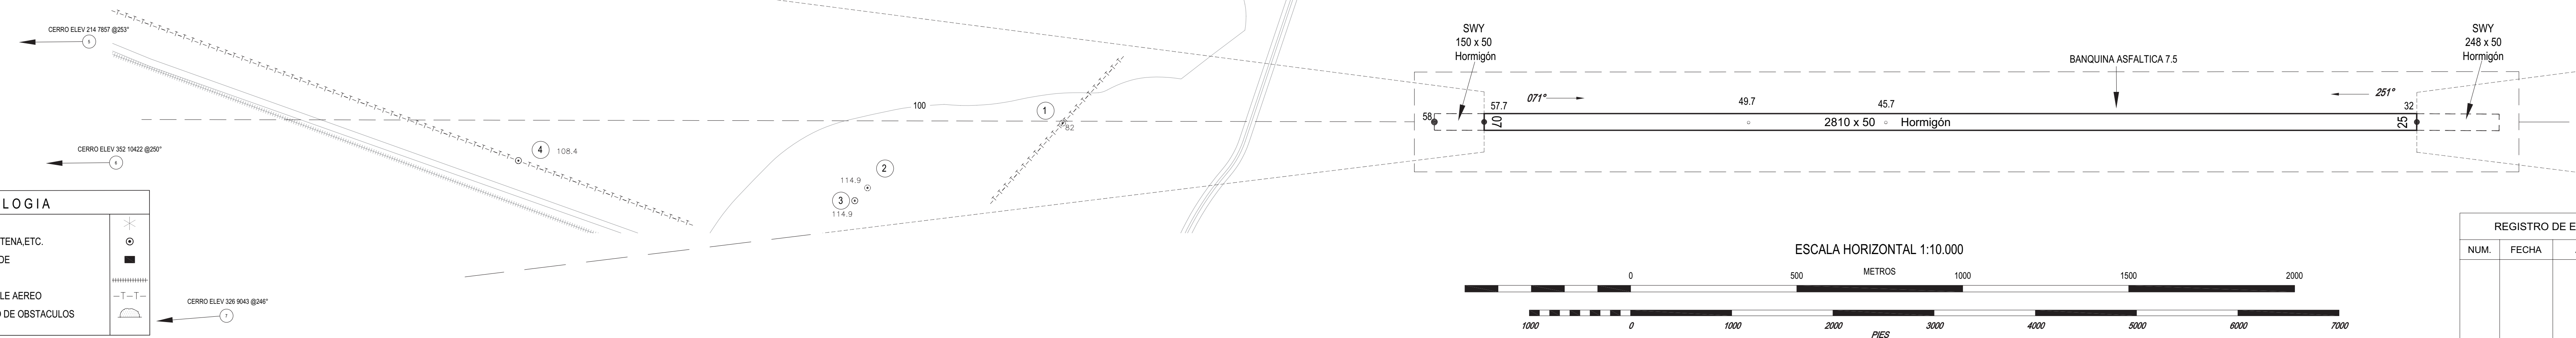 CERRO ELEV 214 7857 @253°
5
CERRO ELEV 352 10422 @250°
6
LOGIA
TENA,ETC.
DE
LE AEREO
O DE OBSTACULOS
-T-T-
CERRO ELEV 326 9043 @246°
7
4
108.4
100
1
82
2
114.9
3
114.9
SWY
150 x 50
Hormigón
58
57.7
07
071°
49.7
45.7
2810 x 50 Hormigón
BANQUINA ASFALTICA 7.5
251°
32
25
SWY
248 x 50
Hormigón
ESCALA HORIZONTAL 1:10.000
METROS
0 500 1000 1500 2000
1000 0 1000 2000 3000 4000 5000 6000 7000
PIES
REGISTRO DE E
NUM. FECHA